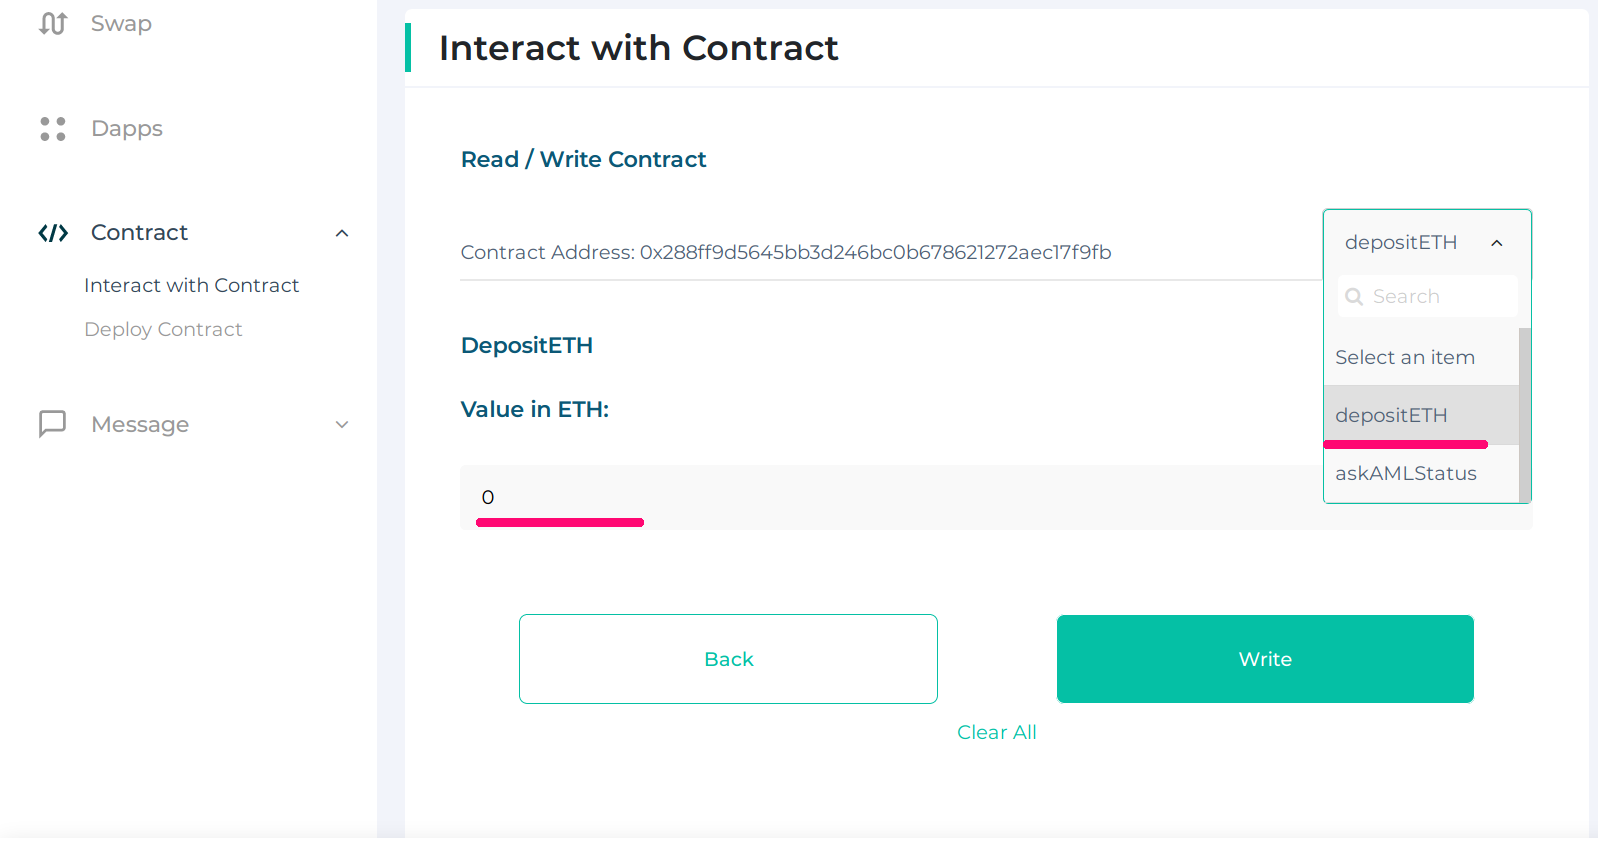 Swap
Dapps
Contract
Interact with Contract
Deploy Contract
Message
Interact with Contract
Read / Write Contract
Contract Address: 0x288ff9d5645bb3d246bc0b678621272aec17f9fb
depositETH
Search
Select an item
depositETH
askAMLStatus
DepositETH
Value in ETH:
0
Back
Write
Clear All